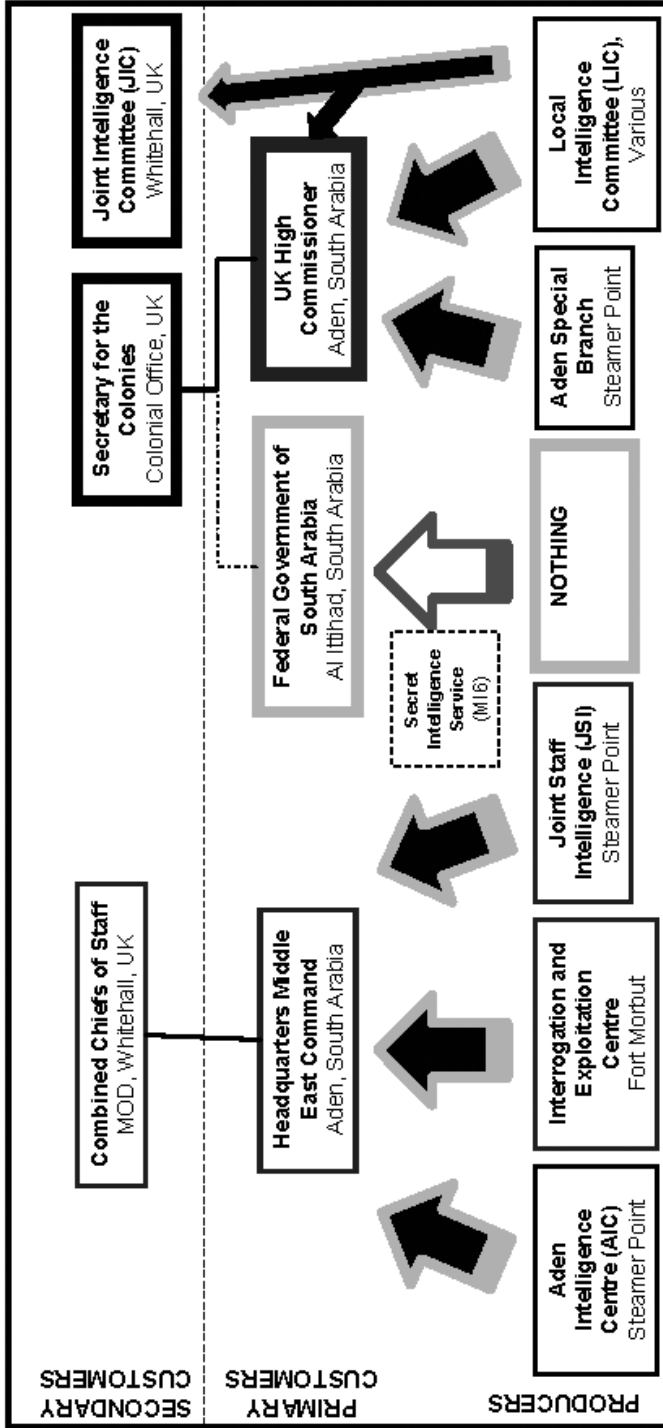 SECONDARY
CUSTOMERS
Combined Chiefs of Staff
MOD, Whitehall, UK
Secretary for the
Colonies
Colonial Office, UK
Joint Intelligence
Committee (JIC)
Whitehall, UK
PRIMARY
CUSTOMERS
Headquarters Middle
East Command
Aden, South Arabia
Federal Government of
South Arabia
Al Ittihad, South Arabia
UK High
Commissioner
Aden, South Arabia
Secret
Intelligence
Service
(MI6)
PRODUCERS
Aden
Intelligence
Centre (AIC)
Steamer Point
Interrogation and
Exploitation
Centre
Fort Morbut
Joint Staff
Intelligence (JSI)
Steamer Point
NOTHING
Aden Special
Branch
Steamer Point
Local
Intelligence
Committee (LIC),
Various